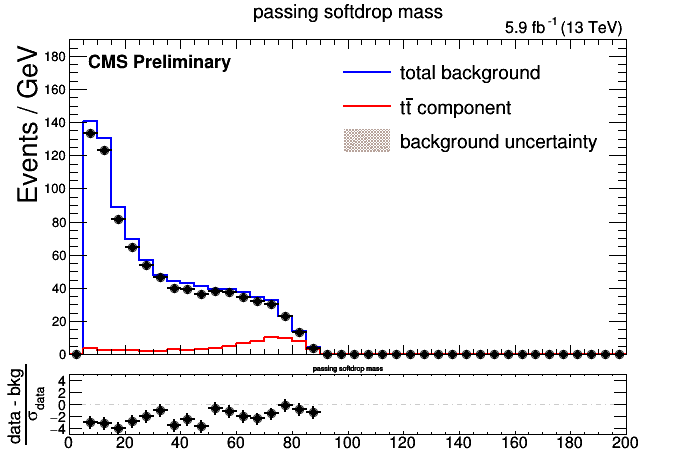 passing softdrop mass
5.9 fb⁻¹ (13 TeV)
CMS Preliminary
total background
tt̄ component
background uncertainty
Events / GeV
180
160
140
120
100
80
60
40
20
0
passing softdrop mass
data - bkg
σ data
4
2
0
−2
−4
0 20 40 60 80 100 120 140 160 180 200